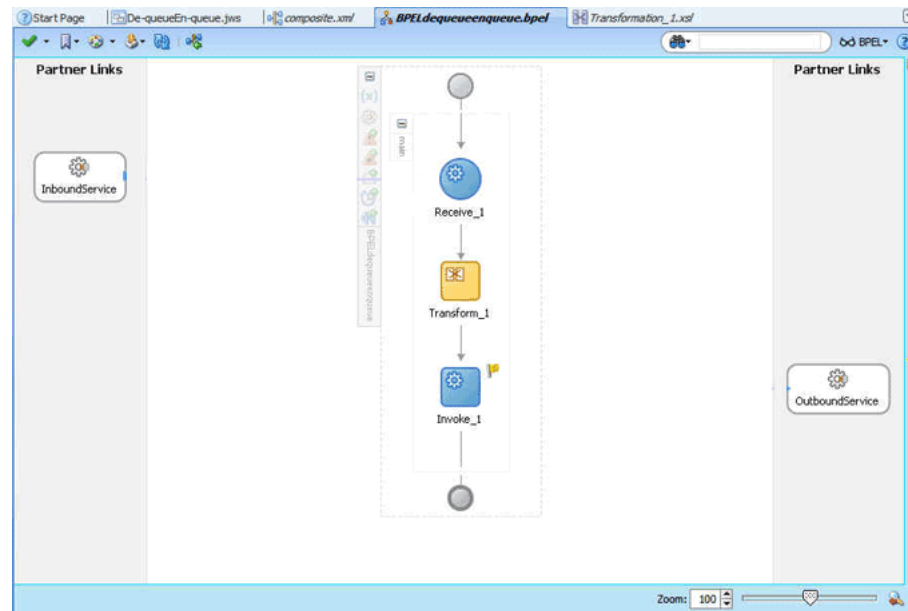 Start Page
De-queueEn-queue.jws
composite.xml
BPELdequeueenqueue.bpel
Transformation_1.xsl
BPEL
Partner Links
Partner Links
main
InboundService
Receive_1
BPELdequeueenqueue
Transform_1
OutboundService
Invoke_1
Zoom: 100